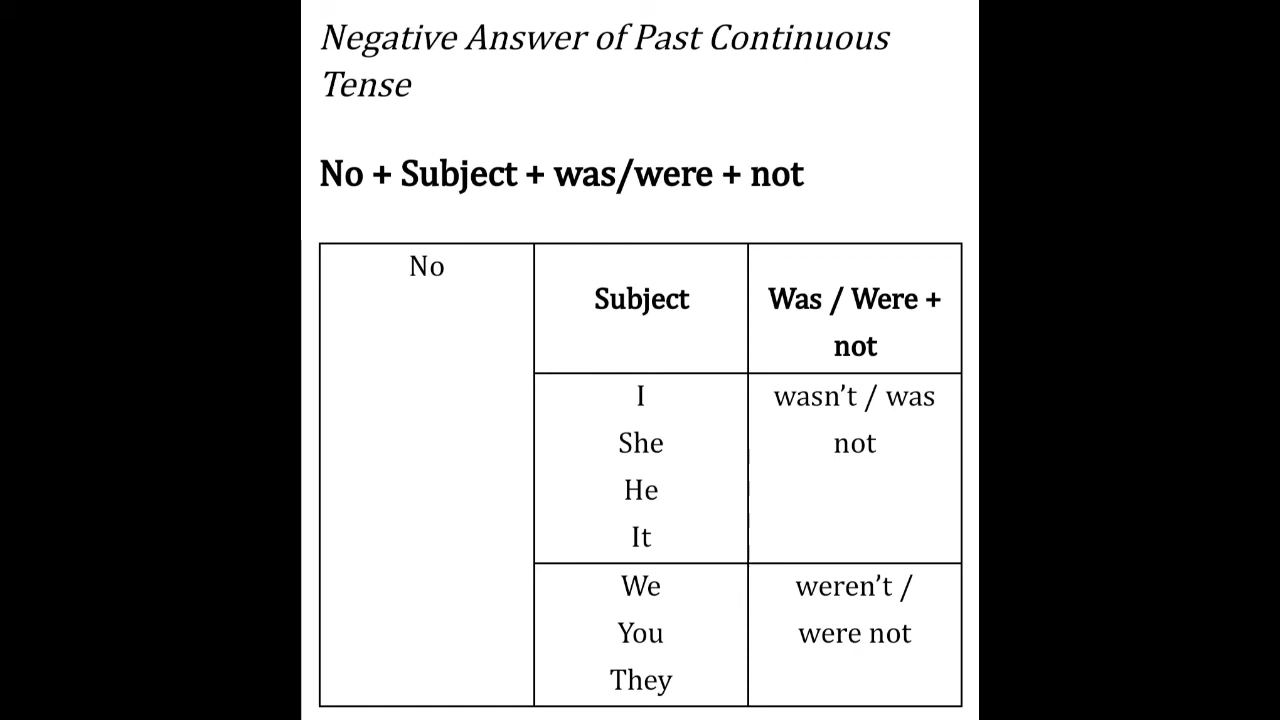 Negative Answer of Past Continuous
Tense
No + Subject + was/were + not
No
Subject
Was / Were +
not
I
She
He
It
wasn’t / was
not
We
You
They
weren’t /
were not